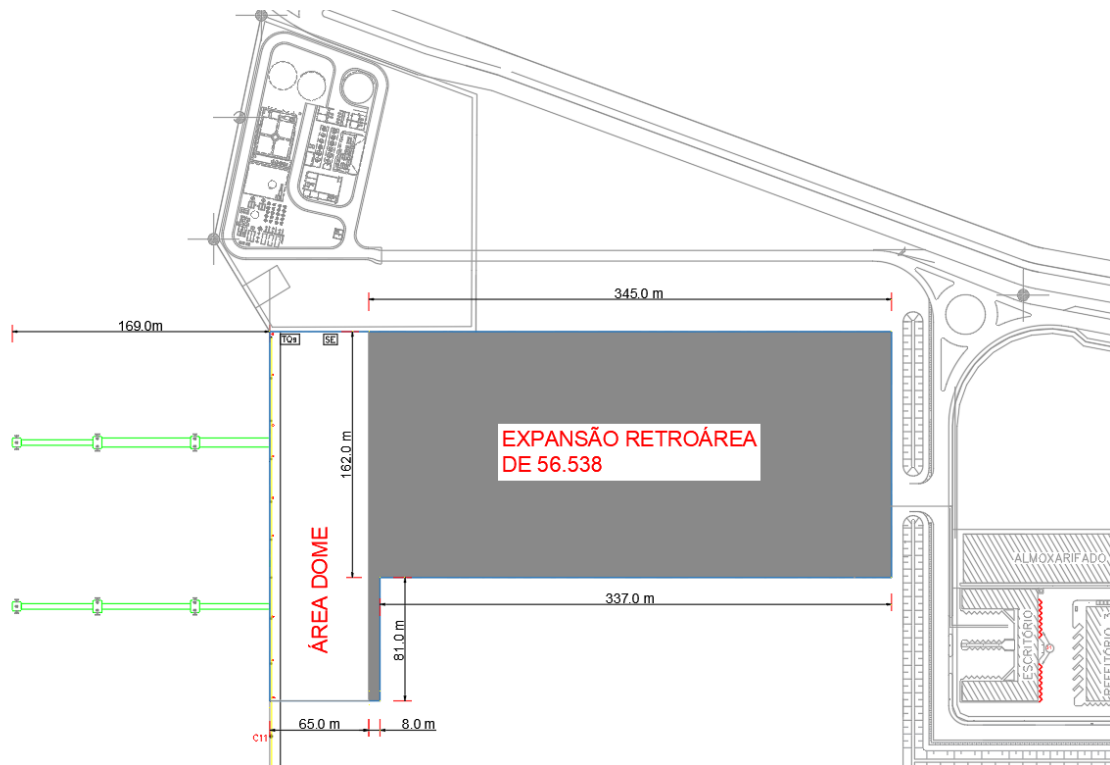 345.0 m
169.0m
TQs
SE
162.0 m
EXPANSÃO RETROÁREA
DE 56.538
ÁREA DOME
ALMOXARIFADO
337.0 m
81.0 m
ESCRITÓRIO
65.0 m
8.0 m
C11